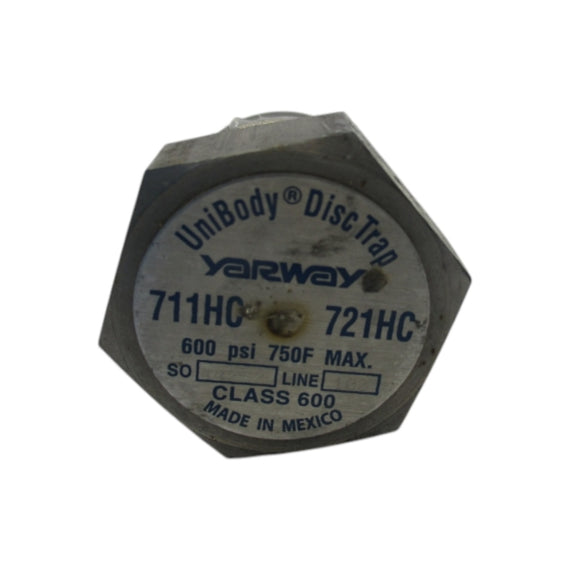 UniBody® Disc Trap
YARWAY
711HC 721HC
600 psi 750F MAX.
SO LINE
CLASS 600
MADE IN MEXICO